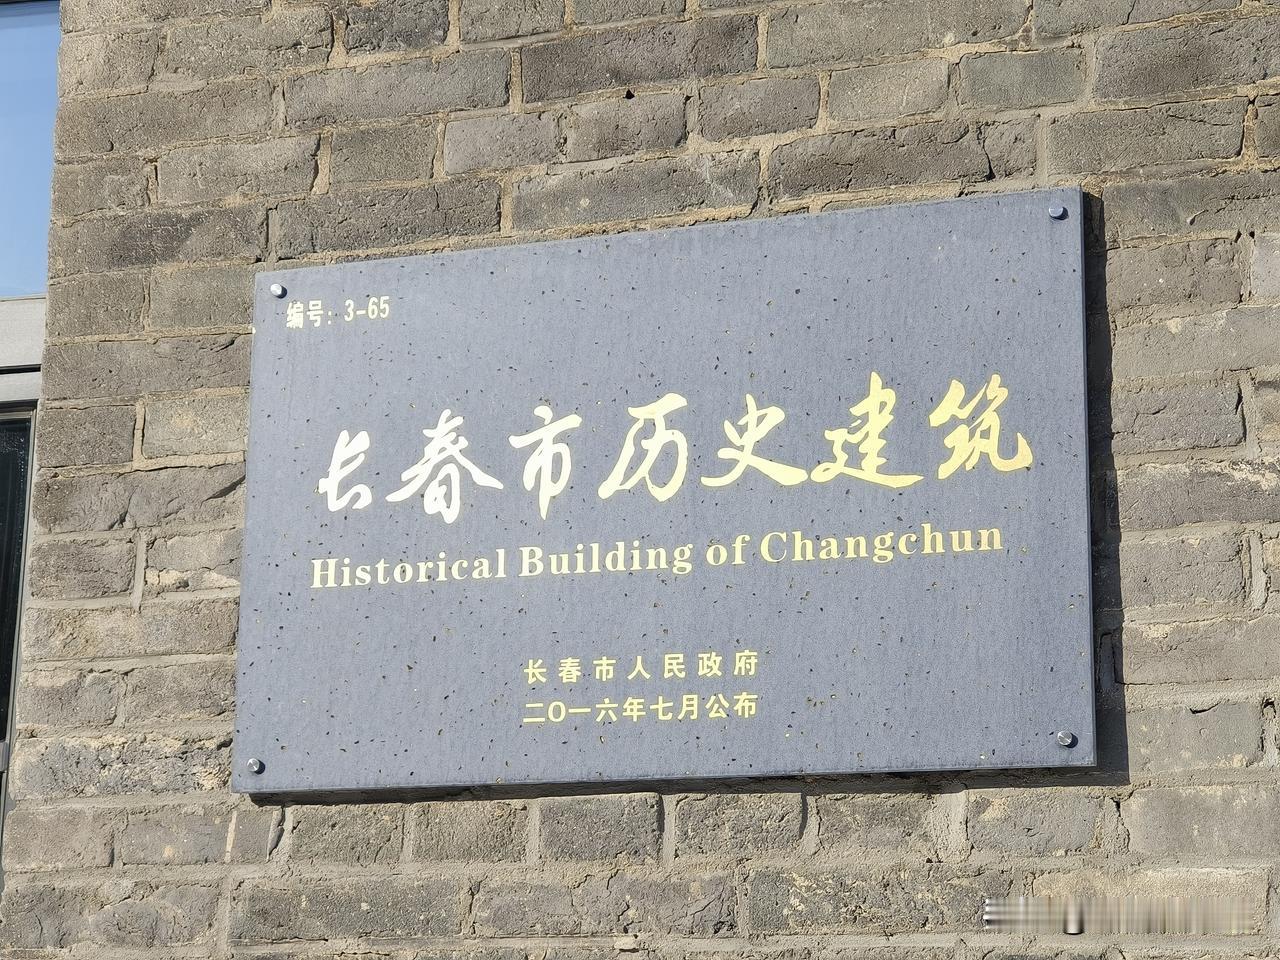 编号：3-65
长春市历史建筑
Historical Building of Changchun
长春市人民政府
二〇一六年七月公布